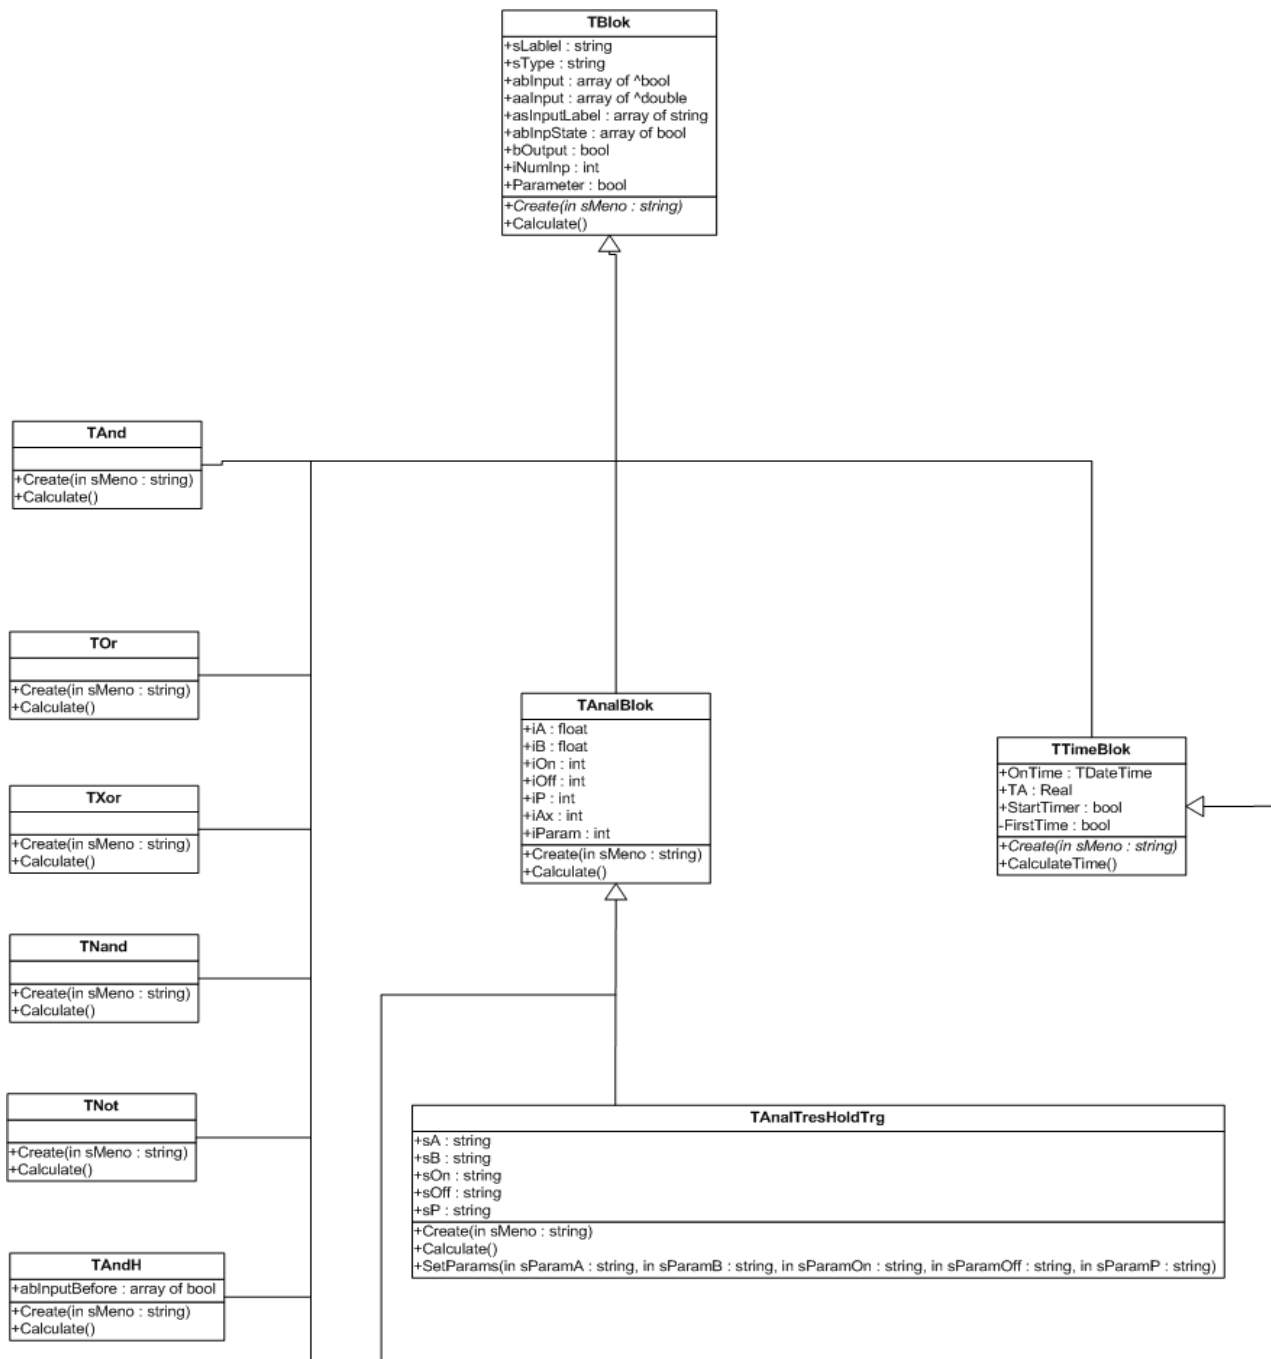 TBlok
+sLablel : string
+sType : string
+abInput : array of ^bool
+aaInput : array of ^double
+asInputLabel : array of string
+abInpState : array of bool
+bOutput : bool
+iNumInp : int
+Parameter : bool
+Create(in sMeno : string)
+Calculate()
TAnd
+Create(in sMeno : string)
+Calculate()
TOr
+Create(in sMeno : string)
+Calculate()
TAnalBlok
+iA : float
+iB : float
+iOn : int
+iOff : int
+iP : int
+iAx : int
+iParam : int
+Create(in sMeno : string)
+Calculate()
TTimeBlok
+OnTime : TDateTime
+TA : Real
+StartTimer : bool
-FirstTime : bool
+Create(in sMeno : string)
+CalculateTime()
TXor
+Create(in sMeno : string)
+Calculate()
TNand
+Create(in sMeno : string)
+Calculate()
TNot
+Create(in sMeno : string)
+Calculate()
TAnalTresHoldTrg
+sA : string
+sB : string
+sOn : string
+sOff : string
+sP : string
+Create(in sMeno : string)
+Calculate()
+SetParams(in sParamA : string, in sParamB : string, in sParamOn : string, in sParamOff : string, in sParamP : string)
TAndH
+abInputBefore : array of bool
+Create(in sMeno : string)
+Calculate()